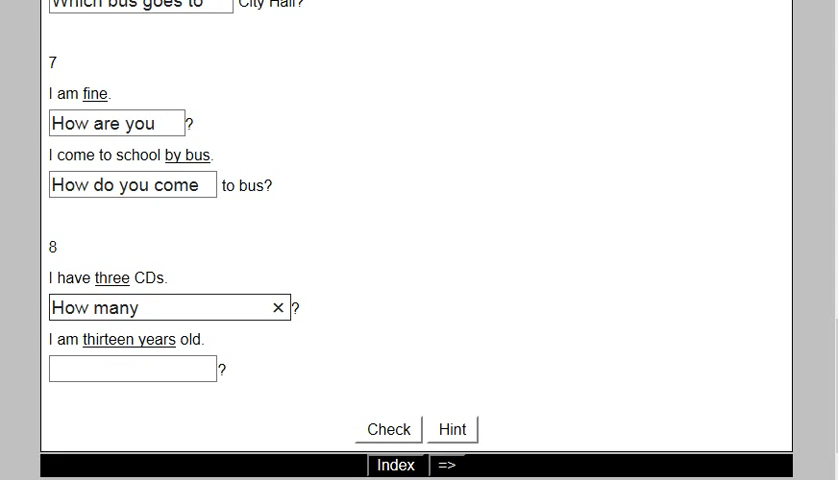 Which bus goes to City Hall?
7
I am fine.
How are you ?
I come to school by bus.
How do you come to bus?
8
I have three CDs.
How many × ?
I am thirteen years old.
?
Check Hint
Index =>